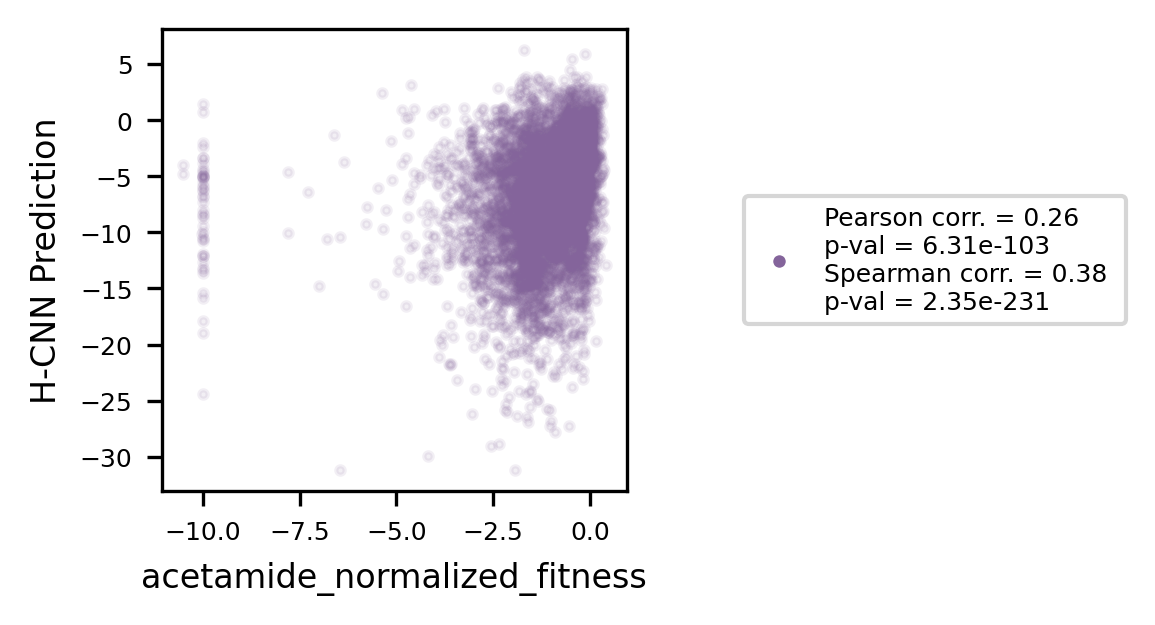 5
0
−5
−10
−15
−20
−25
−30
H-CNN Prediction
−10.0
−7.5
−5.0
−2.5
0.0
acetamide_normalized_fitness
Pearson corr. = 0.26
p-val = 6.31e-103
Spearman corr. = 0.38
p-val = 2.35e-231